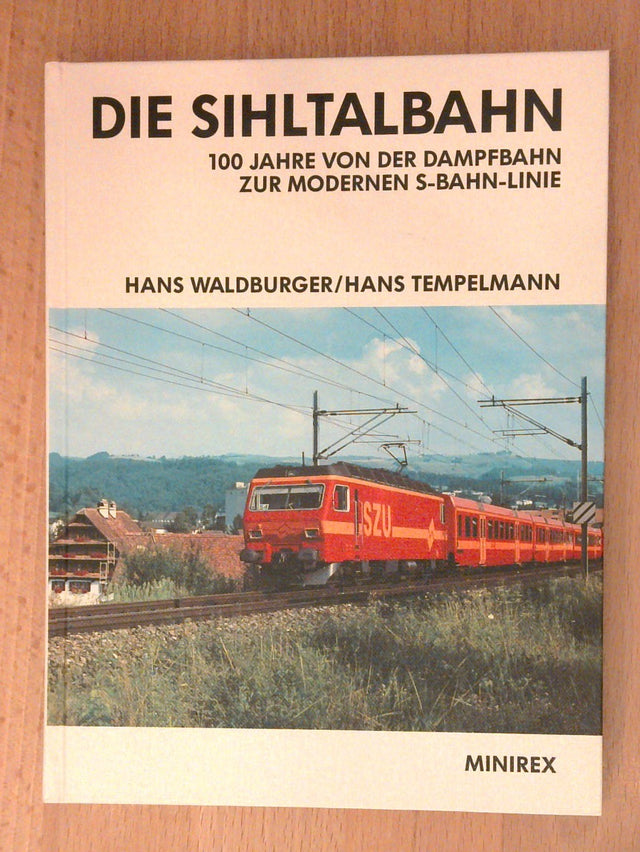 DIE SIHLTALBAHN
100 JAHRE VON DER DAMPFBAHN
ZUR MODERNEN S-BAHN-LINIE
HANS WALDBURGER/HANS TEMPELMANN
SZU
MINIREX